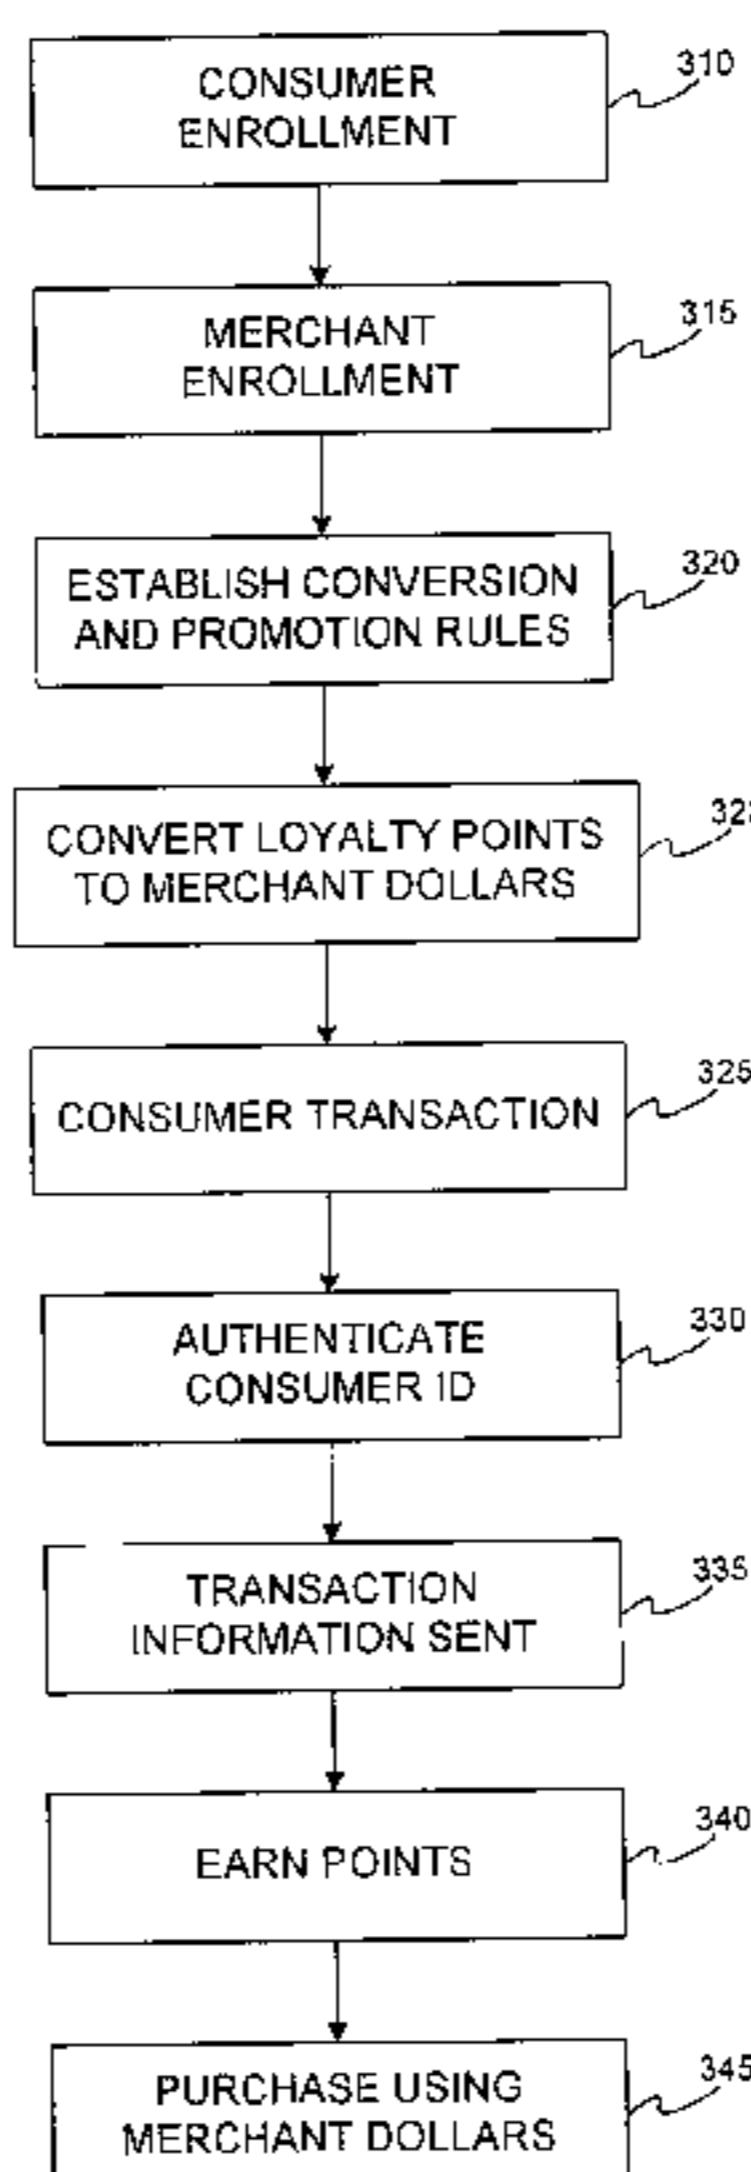 CONSUMER
ENROLLMENT
310
MERCHANT
ENROLLMENT
315
ESTABLISH CONVERSION
AND PROMOTION RULES
320
CONVERT LOYALTY POINTS
TO MERCHANT DOLLARS
CONSUMER TRANSACTION
325
AUTHENTICATE
CONSUMER ID
330
TRANSACTION
INFORMATION SENT
335
EARN POINTS
340
PURCHASE USING
MERCHANT DOLLARS
345